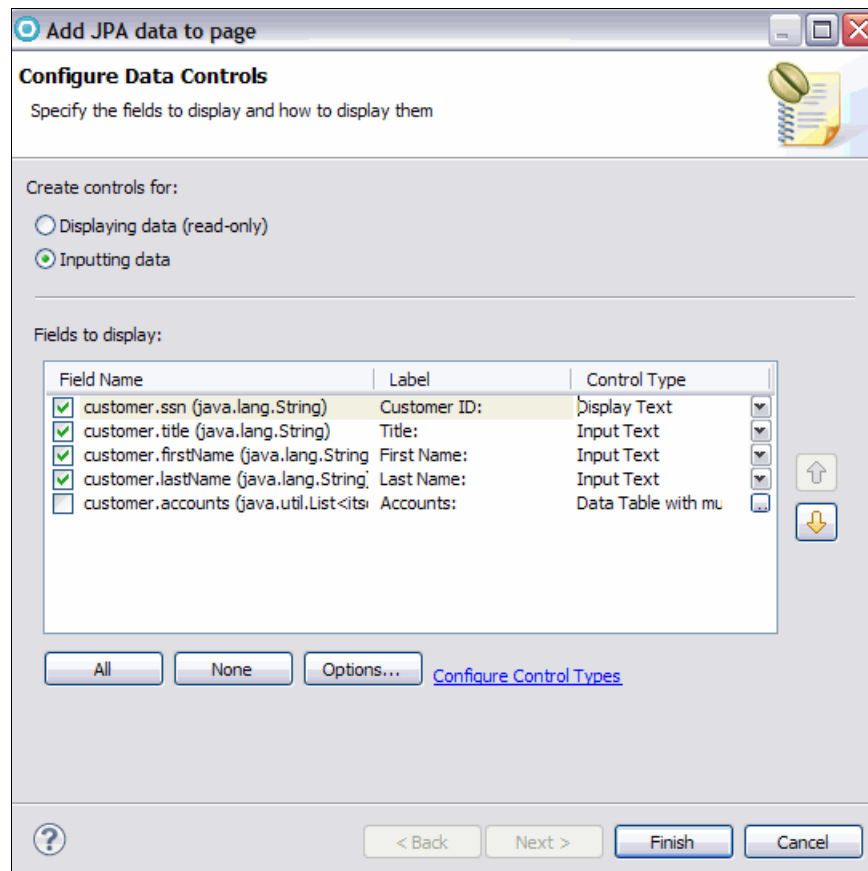 Add JPA data to page
Configure Data Controls
Specify the fields to display and how to display them
Create controls for:
Displaying data (read-only)
Inputting data
Fields to display:
Field Name Label Control Type
customer.ssn (java.lang.String) Customer ID: Display Text
customer.title (java.lang.String) Title: Input Text
customer.firstName (java.lang.String First Name: Input Text
customer.lastName (java.lang.String) Last Name: Input Text
customer.accounts (java.util.List<itso Accounts: Data Table with mu ...
All None Options... Configure Control Types
? < Back Next > Finish Cancel